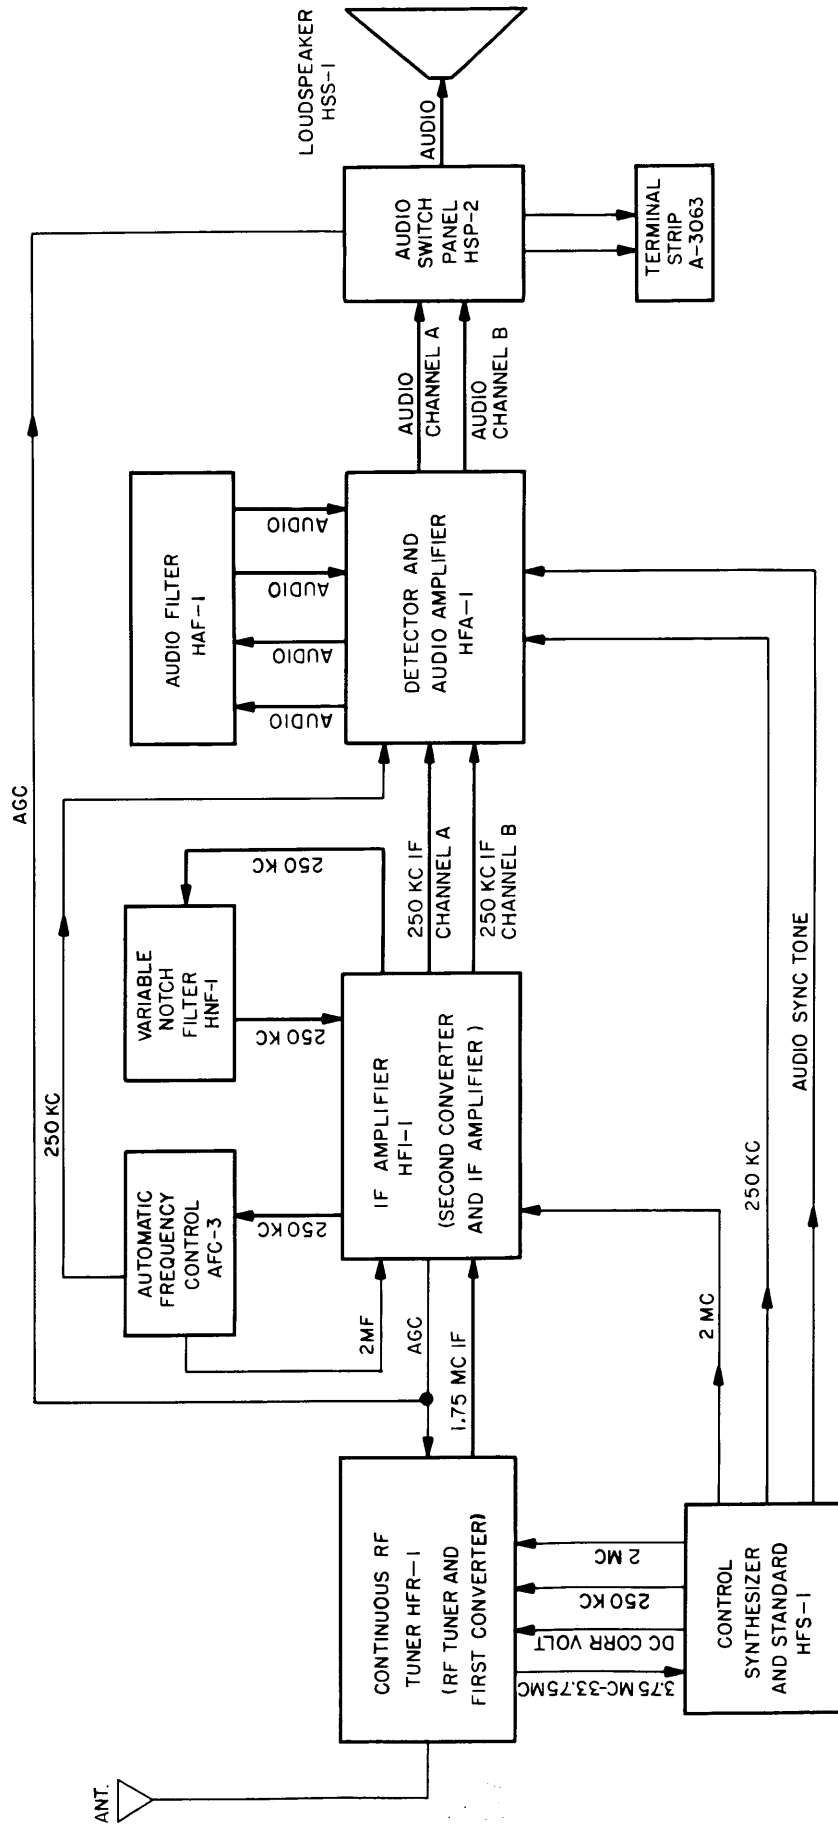 ANT.
CONTINUOUS RF
TUNER HFR-1
(RF TUNER AND
FIRST CONVERTER)
3.75 MC-33.75MC
DC CORR VOLT
250 KC
2 MC
CONTROL
SYNTHESIZER
AND STANDARD
HFS-1
AGC
1.75 MC IF
2MF
AGC
AUTOMATIC
FREQUENCY
CONTROL
AFC-3
250 KC
250 KC
IF AMPLIFIER
HFI-1
(SECOND CONVERTER
AND IF AMPLIFIER)
VARIABLE
NOTCH
FILTER
HNF-1
250 KC
250 KC
2 MC
250 KC
AUDIO SYNC TONE
250 KC IF
CHANNEL A
250 KC IF
CHANNEL B
AUDIO FILTER
HAF-1
AUDIO
AUDIO
AUDIO
AUDIO
DETECTOR AND
AUDIO AMPLIFIER
HFA-1
AUDIO
CHANNEL A
AUDIO
CHANNEL B
AUDIO
SWITCH
PANEL
HSP-2
TERMINAL
STRIP
A-3063
AUDIO
LOUDSPEAKER
HSS-1